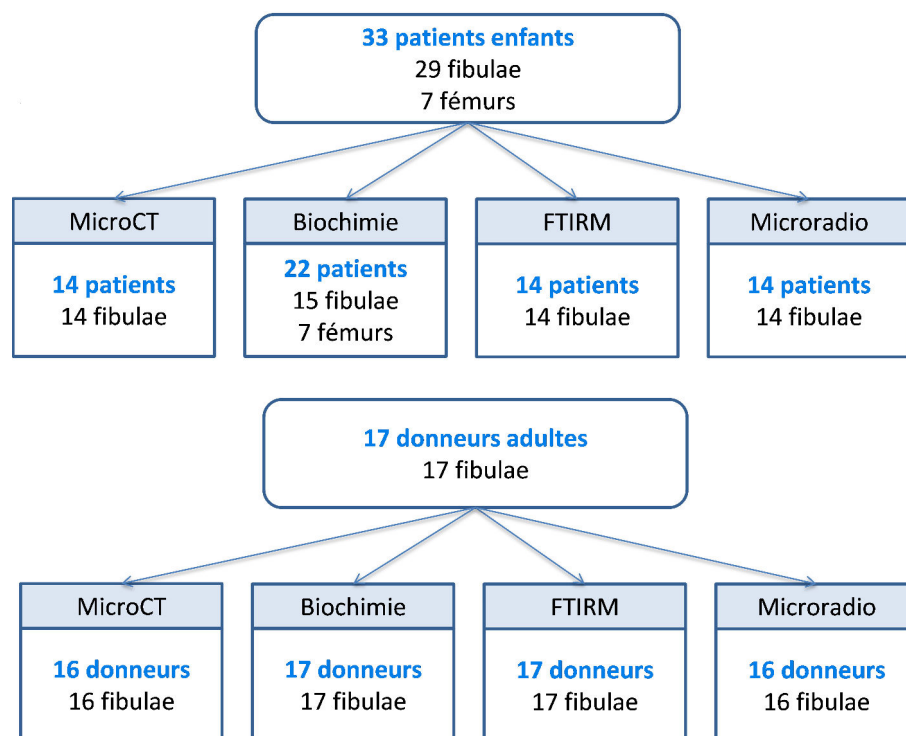 33 patients enfants
29 fibulae
7 fémurs
MicroCT
14 patients
14 fibulae
Biochimie
22 patients
15 fibulae
7 fémurs
FTIRM
14 patients
14 fibulae
Microradio
14 patients
14 fibulae
17 donneurs adultes
17 fibulae
MicroCT
16 donneurs
16 fibulae
Biochimie
17 donneurs
17 fibulae
FTIRM
17 donneurs
17 fibulae
Microradio
16 donneurs
16 fibulae